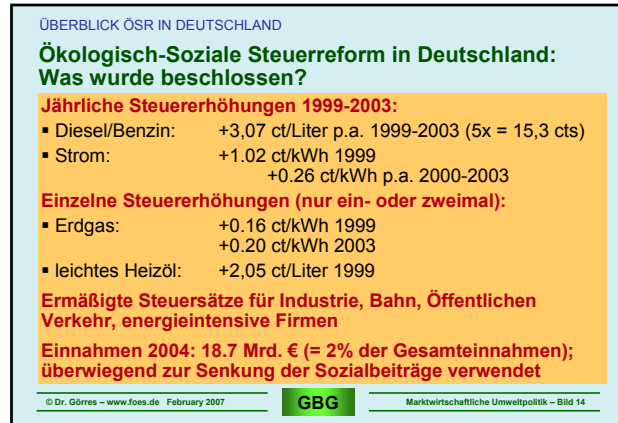 ÜBERBLICK ÖSR IN DEUTSCHLAND
Ökologisch-Soziale Steuerreform in Deutschland:
Was wurde beschlossen?
Jährliche Steuererhöhungen 1999-2003:
▪ Diesel/Benzin: +3,07 ct/Liter p.a. 1999-2003 (5x = 15,3 cts)
▪ Strom: +1.02 ct/kWh 1999
+0.26 ct/kWh p.a. 2000-2003
Einzelne Steuererhöhungen (nur ein- oder zweimal):
▪ Erdgas: +0.16 ct/kWh 1999
+0.20 ct/kWh 2003
▪ leichtes Heizöl: +2,05 ct/Liter 1999
Ermäßigte Steuersätze für Industrie, Bahn, Öffentlichen
Verkehr, energieintensive Firmen
Einnahmen 2004: 18.7 Mrd. € (= 2% der Gesamteinnahmen);
überwiegend zur Senkung der Sozialbeiträge verwendet
© Dr. Görres – www.foes.de February 2007 GBG Marktwirtschaftliche Umweltpolitik – Bild 14